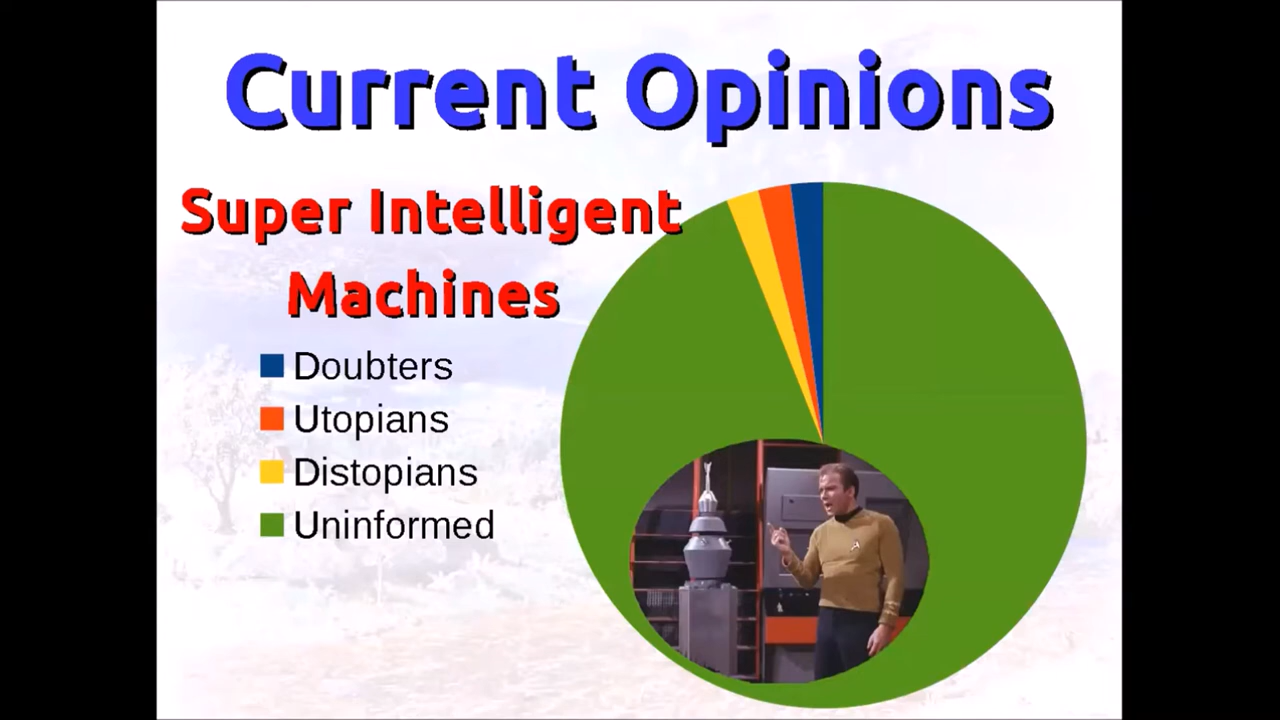 Current Opinions
Super Intelligent
Machines
Doubters
Utopians
Distopians
Uninformed